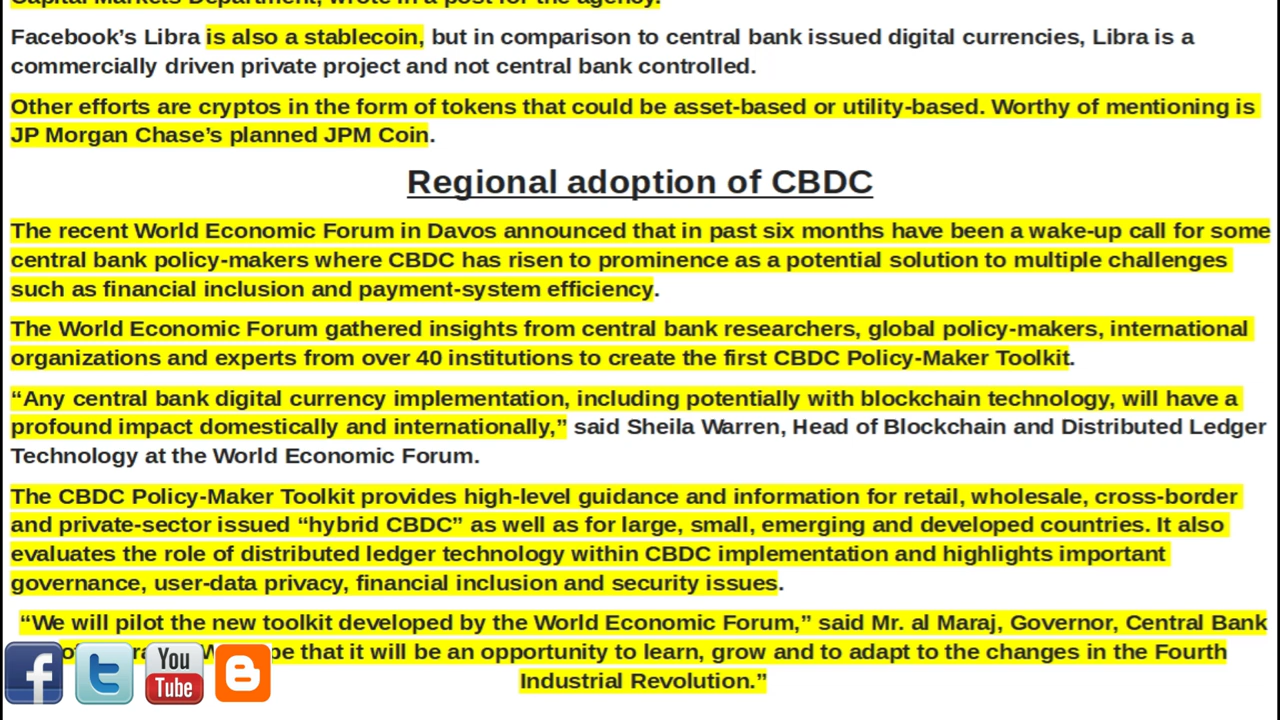 Capital Markets Department, wrote in a post for the agency.
Facebook’s Libra is also a stablecoin, but in comparison to central bank issued digital currencies, Libra is a
commercially driven private project and not central bank controlled.
Other efforts are cryptos in the form of tokens that could be asset-based or utility-based. Worthy of mentioning is
JP Morgan Chase’s planned JPM Coin.
Regional adoption of CBDC
The recent World Economic Forum in Davos announced that in past six months have been a wake-up call for some
central bank policy-makers where CBDC has risen to prominence as a potential solution to multiple challenges
such as financial inclusion and payment-system efficiency.
The World Economic Forum gathered insights from central bank researchers, global policy-makers, international
organizations and experts from over 40 institutions to create the first CBDC Policy-Maker Toolkit.
“Any central bank digital currency implementation, including potentially with blockchain technology, will have a
profound impact domestically and internationally,” said Sheila Warren, Head of Blockchain and Distributed Ledger
Technology at the World Economic Forum.
The CBDC Policy-Maker Toolkit provides high-level guidance and information for retail, wholesale, cross-border
and private-sector issued “hybrid CBDC” as well as for large, small, emerging and developed countries. It also
evaluates the role of distributed ledger technology within CBDC implementation and highlights important
governance, user-data privacy, financial inclusion and security issues.
“We will pilot the new toolkit developed by the World Economic Forum,” said Mr. al Maraj, Governor, Central Bank
that it will be an opportunity to learn, grow and to adapt to the changes in the Fourth
Industrial Revolution.”
You
Tube